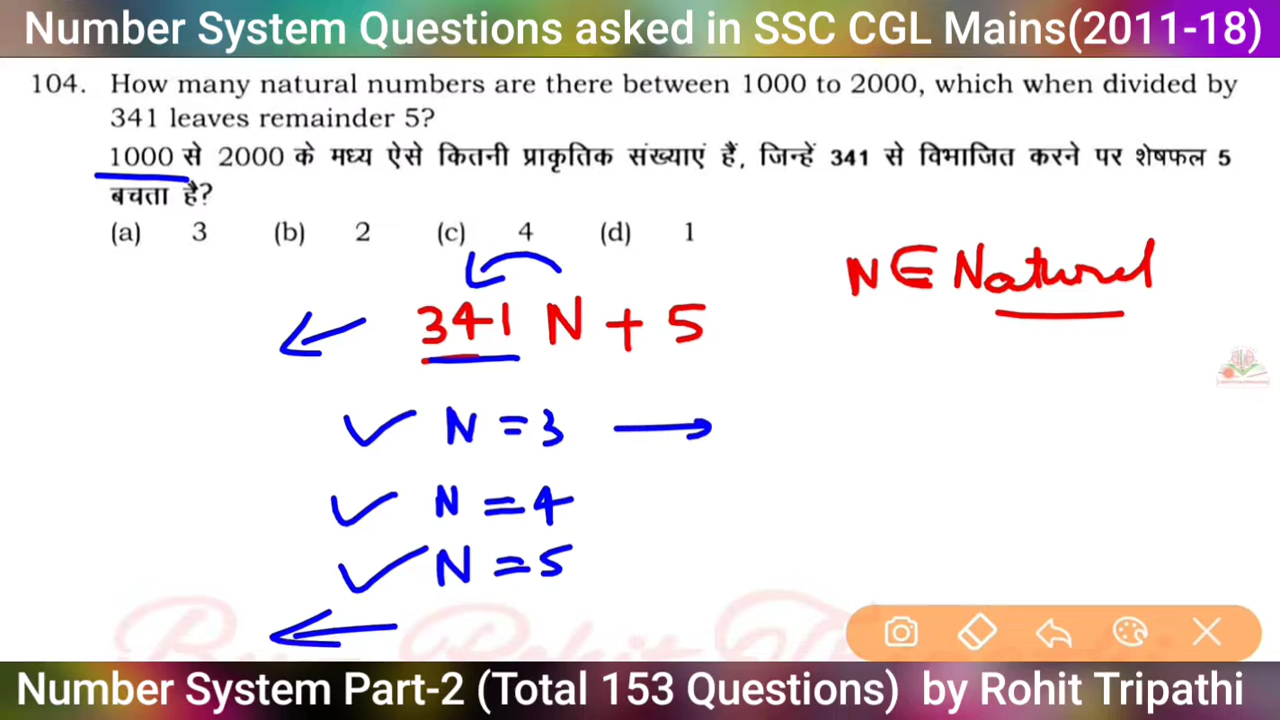 Number System Questions asked in SSC CGL Mains(2011-18)
104. How many natural numbers are there between 1000 to 2000, which when divided by
341 leaves remainder 5?
1000 से 2000 के मध्य ऐसे कितनी प्राकृतिक संख्याएं हैं, जिन्हें 341 से विभाजित करने पर शेषफल 5
बचता है?
(a) 3 (b) 2 (c) 4 (d) 1
N ∈ Natural
341 N + 5
N = 3
N = 4
N = 5
Number System Part-2 (Total 153 Questions) by Rohit Tripathi